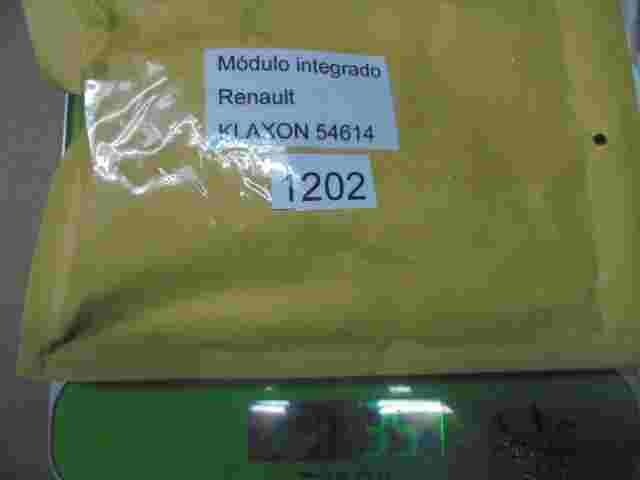 Módulo integrado
Renault
KLAXON 54614
1202